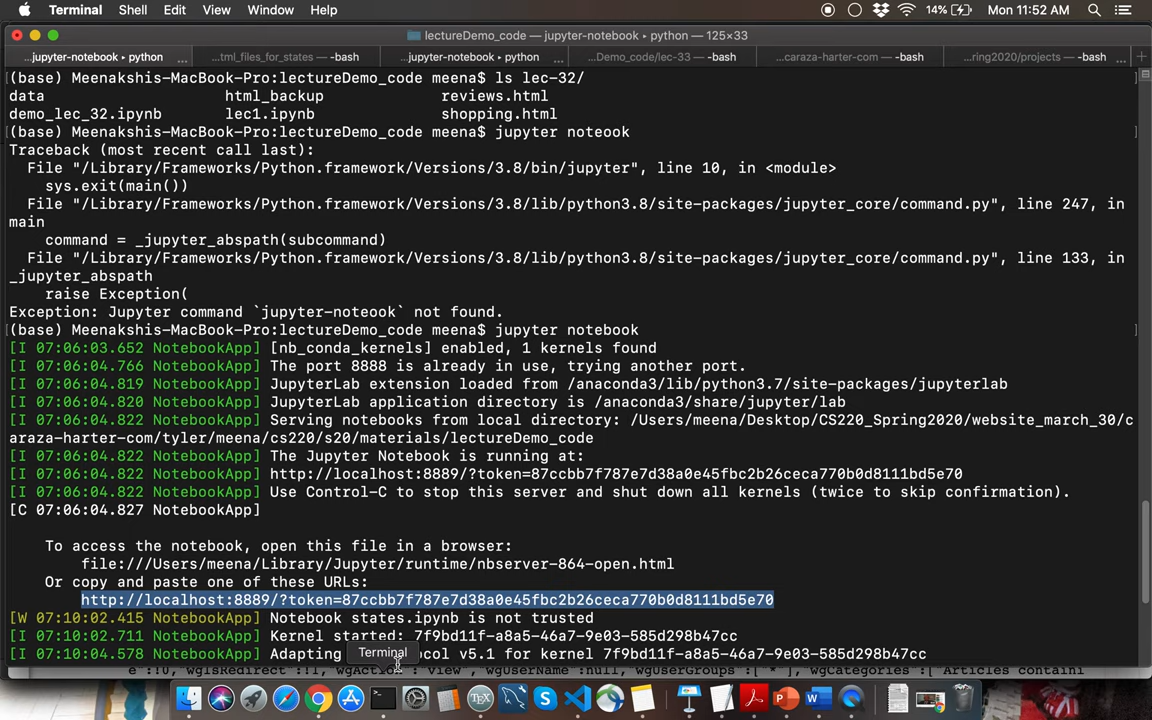 Terminal Shell Edit View Window Help 14% Mon 11:52 AM
lectureDemo_code — jupyter-notebook ▸ python — 125×33
...jupyter-notebook ▸ python ... ...tml_files_for_states — -bash jupyter-notebook ▸ python ... ...Demo_code/lec-33 — -bash caraza-harter-com — -bash ...ring2020/projects — -bash ...
(base) Meenakshis-MacBook-Pro:lectureDemo_code meena$ ls lec-32/
data html_backup reviews.html
demo_lec_32.ipynb lec1.ipynb shopping.html
(base) Meenakshis-MacBook-Pro:lectureDemo_code meena$ jupyter noteook
Traceback (most recent call last):
File "/Library/Frameworks/Python.framework/Versions/3.8/bin/jupyter", line 10, in <module>
sys.exit(main())
File "/Library/Frameworks/Python.framework/Versions/3.8/lib/python3.8/site-packages/jupyter_core/command.py", line 247, in
main
command = _jupyter_abspath(subcommand)
File "/Library/Frameworks/Python.framework/Versions/3.8/lib/python3.8/site-packages/jupyter_core/command.py", line 133, in
_jupyter_abspath
raise Exception(
Exception: Jupyter command `jupyter-noteook` not found.
(base) Meenakshis-MacBook-Pro:lectureDemo_code meena$ jupyter notebook
[I 07:06:03.652 NotebookApp] [nb_conda_kernels] enabled, 1 kernels found
[I 07:06:04.766 NotebookApp] The port 8888 is already in use, trying another port.
[I 07:06:04.819 NotebookApp] JupyterLab extension loaded from /anaconda3/lib/python3.7/site-packages/jupyterlab
[I 07:06:04.820 NotebookApp] JupyterLab application directory is /anaconda3/share/jupyter/lab
[I 07:06:04.822 NotebookApp] Serving notebooks from local directory: /Users/meena/Desktop/CS220_Spring2020/website_march_30/c
araza-harter-com/tyler/meena/cs220/s20/materials/lectureDemo_code
[I 07:06:04.822 NotebookApp] The Jupyter Notebook is running at:
[I 07:06:04.822 NotebookApp] http://localhost:8889/?token=87ccbb7f787e7d38a0e45fbc2b26ceca770b0d8111bd5e70
[I 07:06:04.822 NotebookApp] Use Control-C to stop this server and shut down all kernels (twice to skip confirmation).
[C 07:06:04.827 NotebookApp]
To access the notebook, open this file in a browser:
file:///Users/meena/Library/Jupyter/runtime/nbserver-864-open.html
Or copy and paste one of these URLs:
http://localhost:8889/?token=87ccbb7f787e7d38a0e45fbc2b26ceca770b0d8111bd5e70
[W 07:10:02.415 NotebookApp] Notebook states.ipynb is not trusted
[I 07:10:02.711 NotebookApp] Kernel started: 7f9bd11f-a8a5-46a7-9e03-585d298b47cc
[I 07:10:04.578 NotebookApp] Adapting Terminal ocol v5.1 for kernel 7f9bd11f-a8a5-46a7-9e03-585d298b47cc